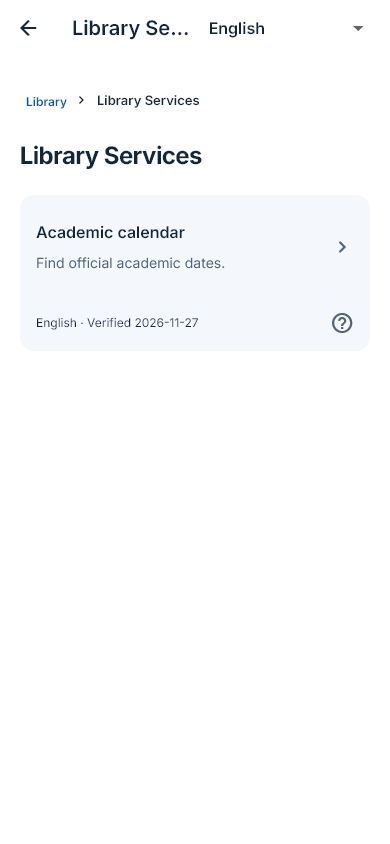 Library Se... English
Library > Library Services
Library Services
Academic calendar
Find official academic dates.
English · Verified 2026-11-27